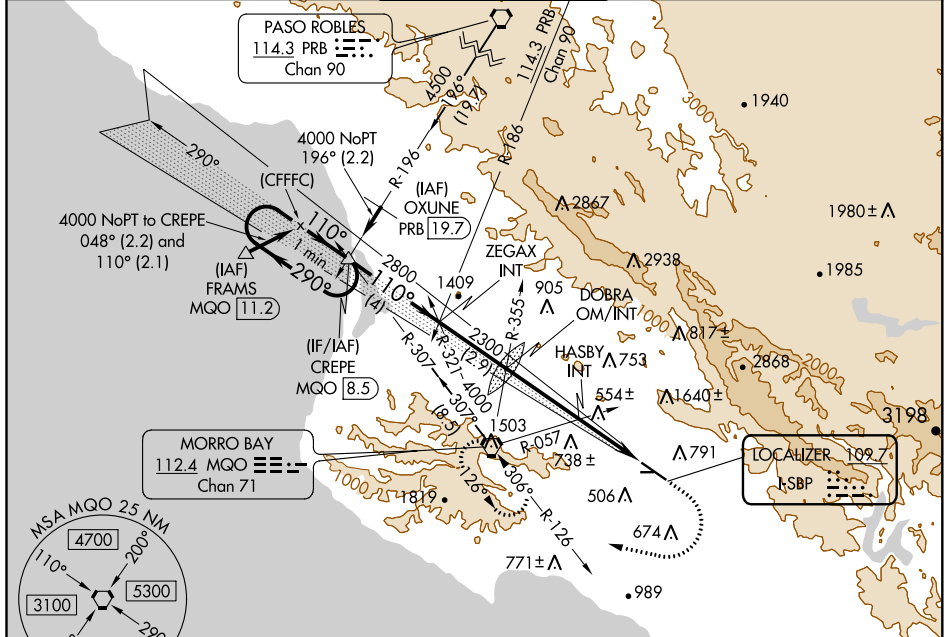 PASO ROBLES
114.3 PRB
Chan 90
114.3 PRB
Chan 90
4500
196°
(19.7)
R-196
R-186
3000
1940
4000 NoPT
196° (2.2)
290°
(CFFFC)
(IAF)
OXUNE
PRB 19.7
2867
1980±
4000 NoPT to CREPE
048° (2.2) and
110° (2.1)
110°
1 min.
290°
2800
(4)
110°
ZEGAX
INT
2938
1985
(IAF)
FRAMS
MQO 11.2
1409
905
R-355
DOBRA
OM/INT
2300
(2.9)
817±
2000
(IF/IAF)
CREPE
MQO 8.5
R-307
R-321
4000
307°
(8.5)
HASBY
INT
753
2868
554±
1640±
3198
1503
R-057
738±
791
MORRO BAY
112.4 MQO
Chan 71
LOCALIZER 109.7
I-SBP
1000
1000
1819
126°
306°
R-126
506
674
771±
989
MSA MQO 25 NM
4700
110°
200°
3100
5300
290